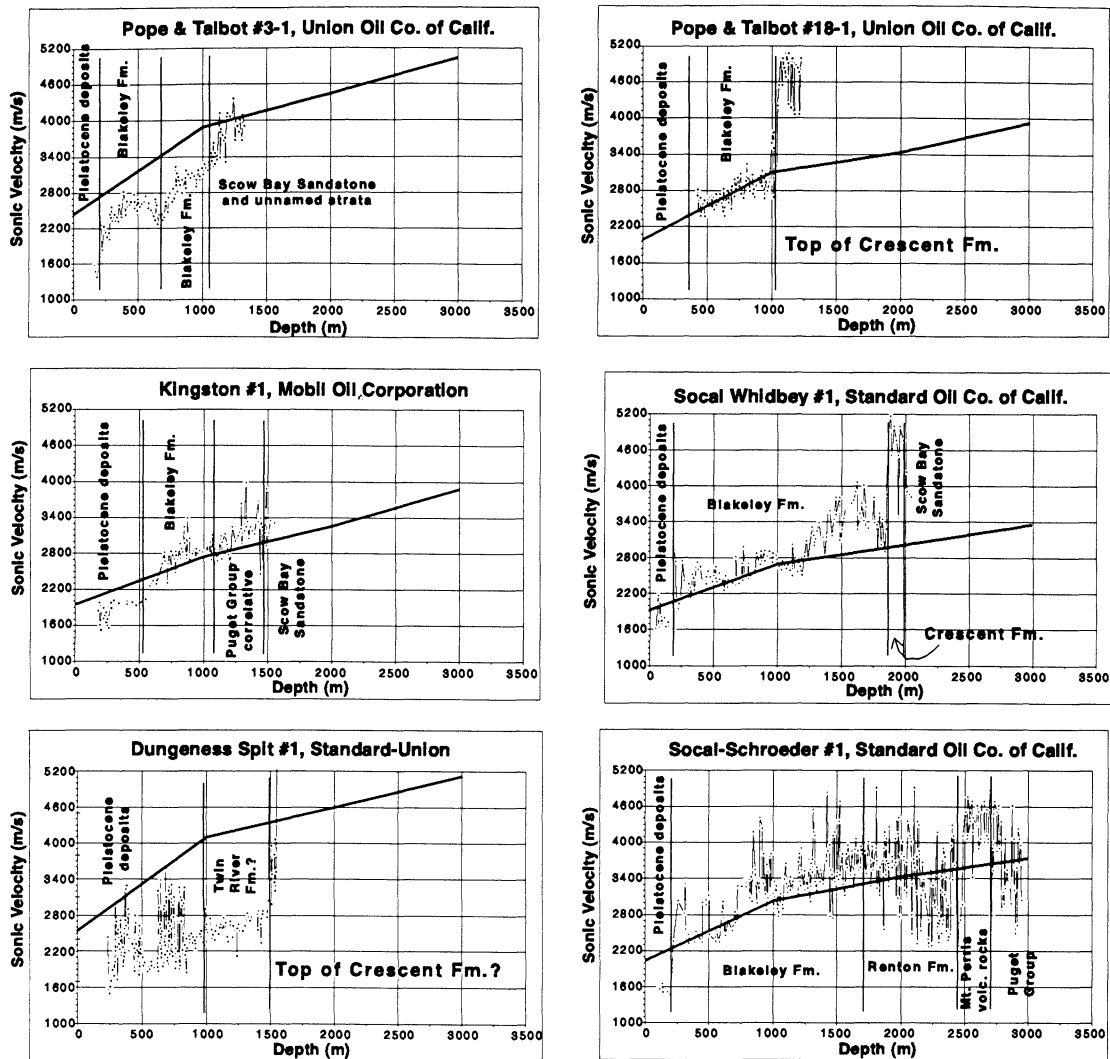 Pope & Talbot #3-1, Union Oil Co. of Calif.
Sonic Velocity (m/s)
5200
4600
4000
3400
2800
2200
1600
1000
Pleistocene deposits
Blakeley Fm.
Blakeley Fm.
Scow Bay Sandstone
and unnamed strata
0 500 1000 1500 2000 2500 3000 3500
Depth (m)
Pope & Talbot #18-1, Union Oil Co. of Calif.
Sonic Velocity (m/s)
5200
4600
4000
3400
2800
2200
1600
1000
Pleistocene deposits
Blakeley Fm.
Top of Crescent Fm.
0 500 1000 1500 2000 2500 3000 3500
Depth (m)
Kingston #1, Mobil Oil Corporation
Sonic Velocity (m/s)
5200
4600
4000
3400
2800
2200
1600
1000
Pleistocene deposits
Blakeley Fm.
Puget Group
correlative
Scow Bay
Sandstone
0 500 1000 1500 2000 2500 3000 3500
Depth (m)
Socal Whidbey #1, Standard Oil Co. of Calif.
Sonic Velocity (m/s)
5200
4600
4000
3400
2800
2200
1600
1000
Pleistocene deposits
Blakeley Fm.
Scow Bay
Sandstone
Crescent Fm.
0 500 1000 1500 2000 2500 3000 3500
Depth (m)
Dungeness Spit #1, Standard-Union
Sonic Velocity (m/s)
5200
4600
4000
3400
2800
2200
1600
1000
Pleistocene
deposits
Twin
River
Fm.?
Top of Crescent Fm.?
0 500 1000 1500 2000 2500 3000 3500
Depth (m)
Socal-Schroeder #1, Standard Oil Co. of Calif.
Sonic Velocity (m/s)
5200
4600
4000
3400
2800
2200
1600
1000
Pleistocene deposits
Blakeley Fm.
Renton Fm.
Mt. Perris
volc. rocks
Puget
Group
0 500 1000 1500 2000 2500 3000 3500
Depth (m)